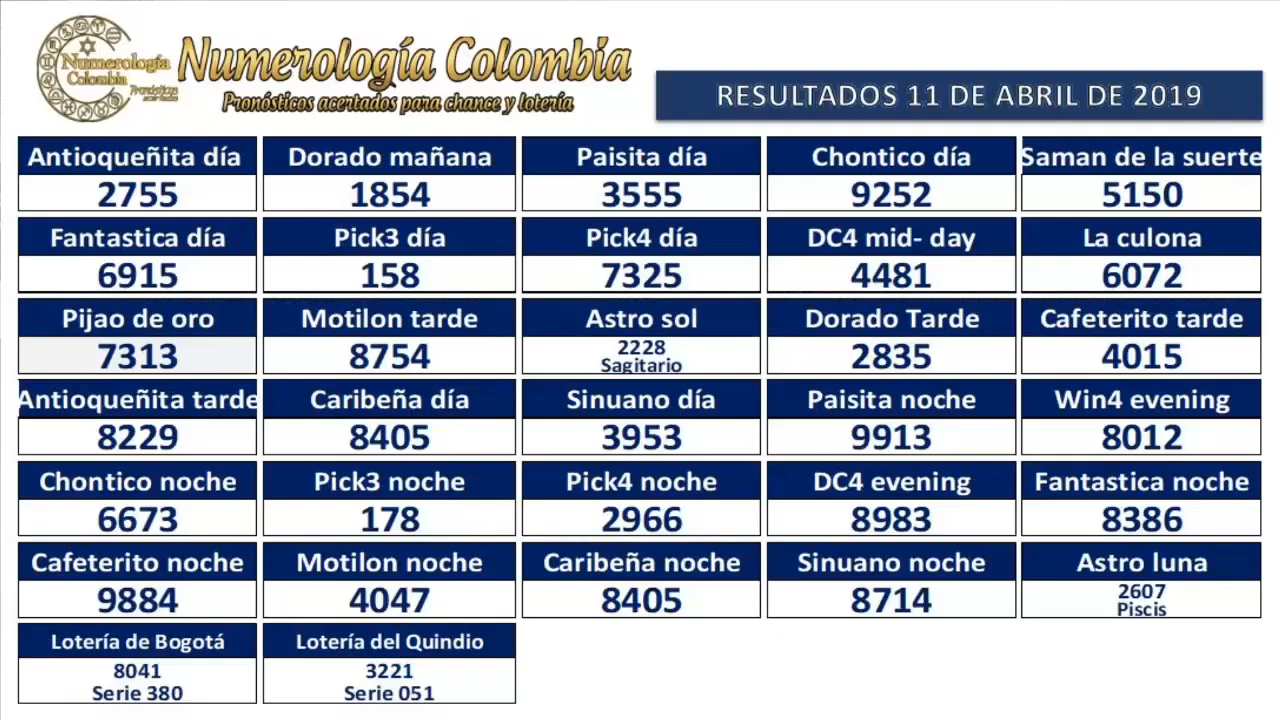 Numerología
Colombia
Pronósticos
Numerología Colombia
Pronósticos acertados para chance y lotería
RESULTADOS 11 DE ABRIL DE 2019
Antioqueñita día
Dorado mañana
Paisita día
Chontico día
Saman de la suerte
2755
1854
3555
9252
5150
Fantastica día
Pick3 día
Pick4 día
DC4 mid- day
La culona
6915
158
7325
4481
6072
Pijao de oro
Motilon tarde
Astro sol
Dorado Tarde
Cafeterito tarde
7313
8754
2228
Sagitario
2835
4015
Antioqueñita tarde
Caribeña día
Sinuano día
Paisita noche
Win4 evening
8229
8405
3953
9913
8012
Chontico noche
Pick3 noche
Pick4 noche
DC4 evening
Fantastica noche
6673
178
2966
8983
8386
Cafeterito noche
Motilon noche
Caribeña noche
Sinuano noche
Astro luna
9884
4047
8405
8714
2607
Piscis
Lotería de Bogotá
Lotería del Quindio
8041
Serie 380
3221
Serie 051